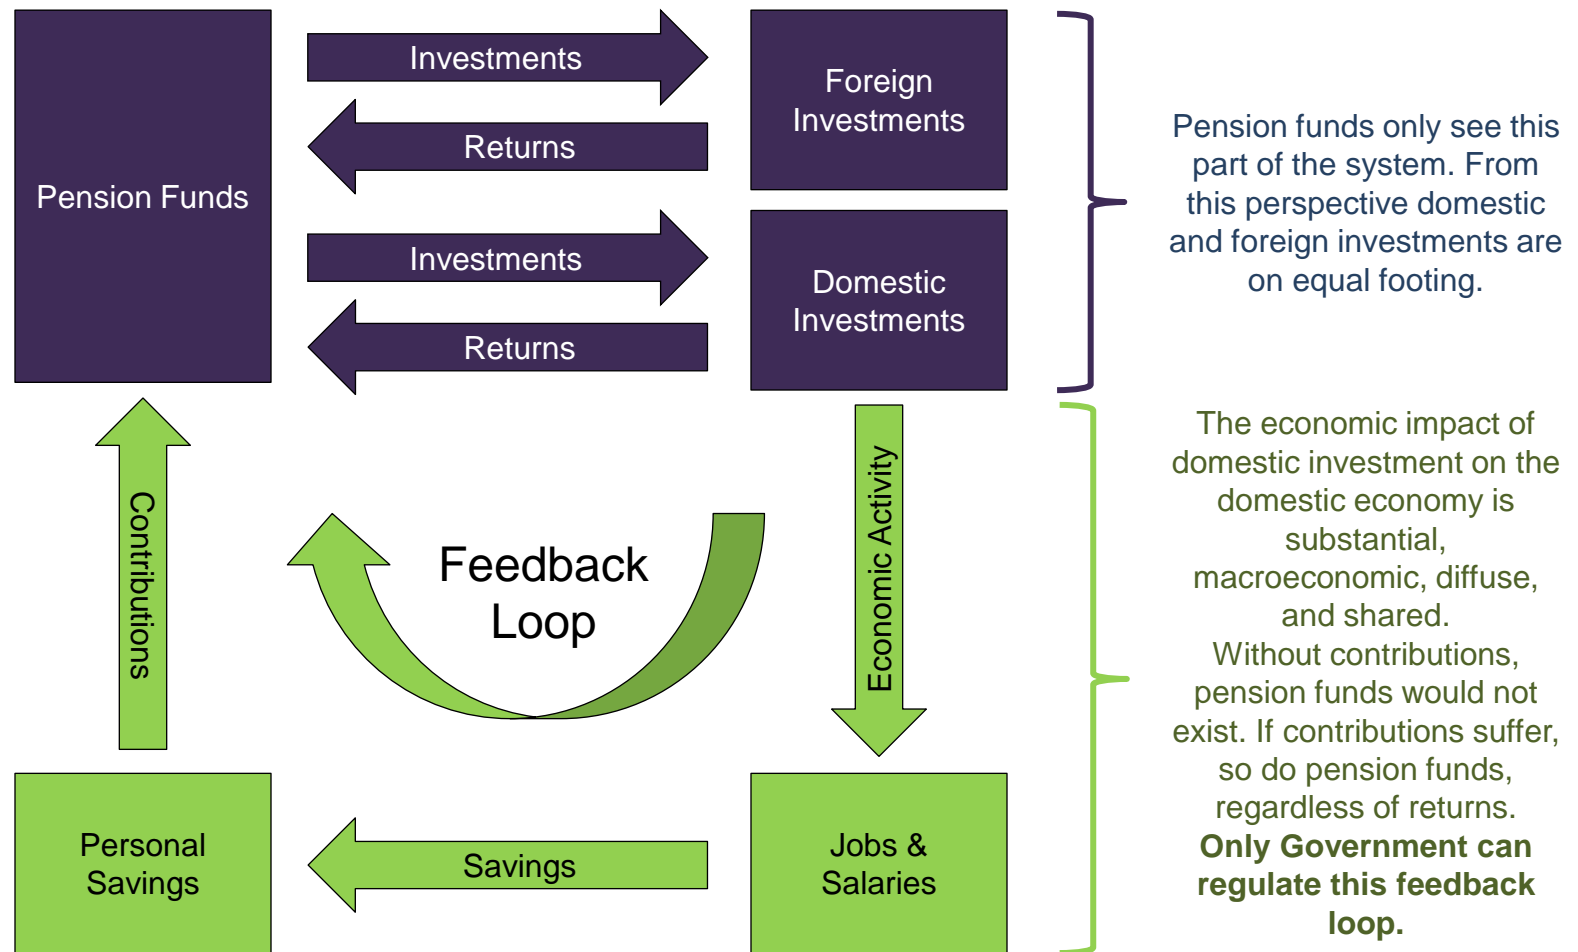 Pension Funds
Investments
Returns
Investments
Returns
Foreign
Investments
Domestic
Investments
Pension funds only see this
part of the system. From
this perspective domestic
and foreign investments are
on equal footing.
Contributions
Feedback
Loop
Economic Activity
The economic impact of
domestic investment on the
domestic economy is
substantial,
macroeconomic, diffuse,
and shared.
Without contributions,
pension funds would not
exist. If contributions suffer,
so do pension funds,
regardless of returns.
Only Government can
regulate this feedback
loop.
Personal
Savings
Savings
Jobs &
Salaries